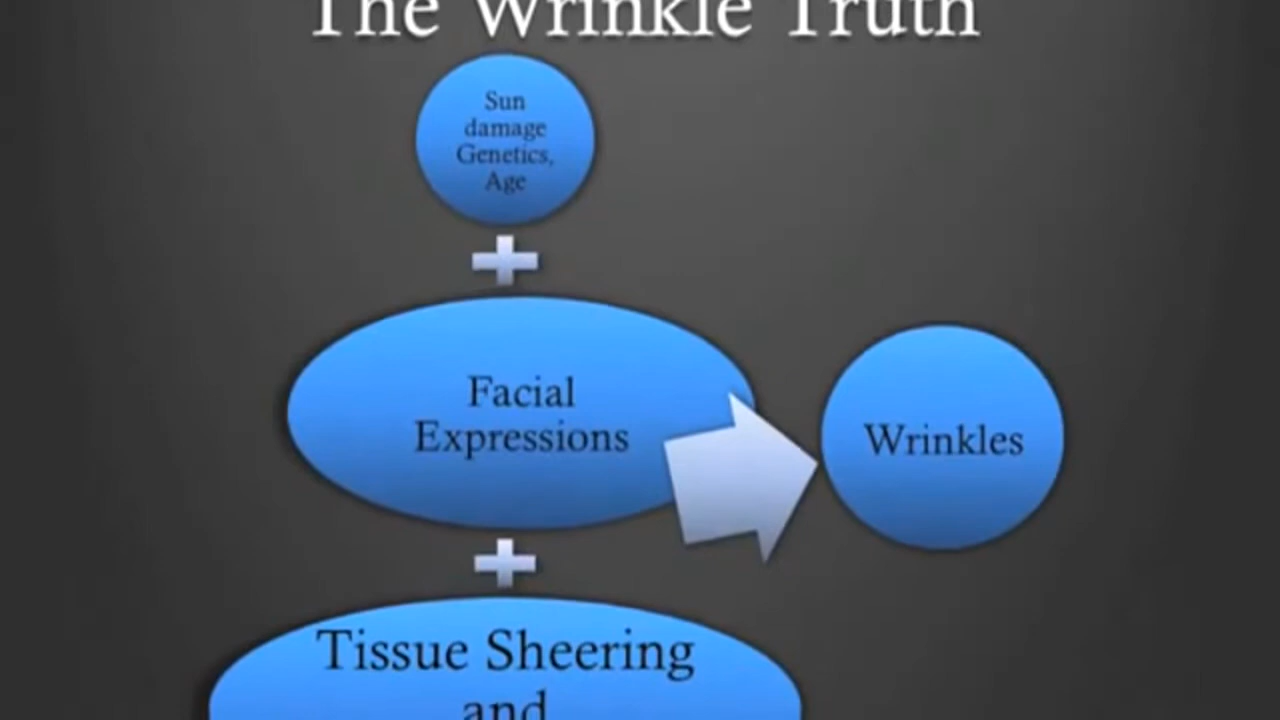 The Wrinkle Truth
Sun
damage
Genetics,
Age
Facial
Expressions
Wrinkles
Tissue Sheering
and